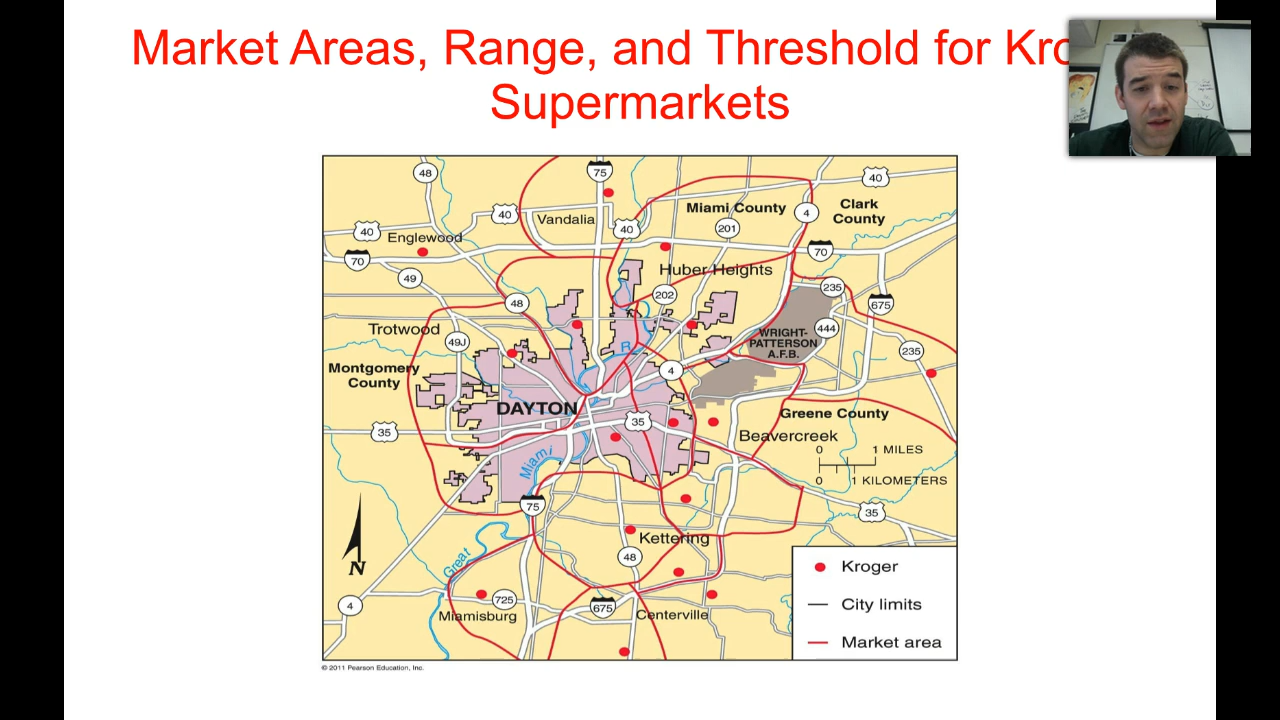 Market Areas, Range, and Threshold for Kro
Supermarkets
48
75
40
Miami County
Clark
County
40
Vandalia
40
201
4
40
Englewood
70
70
49
Huber Heights
235
48
202
675
Trotwood
49J
WRIGHT-
PATTERSON
A.F.B.
444
R.
235
Montgomery
County
4
DAYTON
35
Greene County
35
Beavercreek
0 1 MILES
0 1 KILOMETERS
Miami
75
35
Kettering
48
Great
N
4
725
Miamisburg
675
Centerville
Kroger
City limits
Market area
© 2011 Pearson Education, Inc.